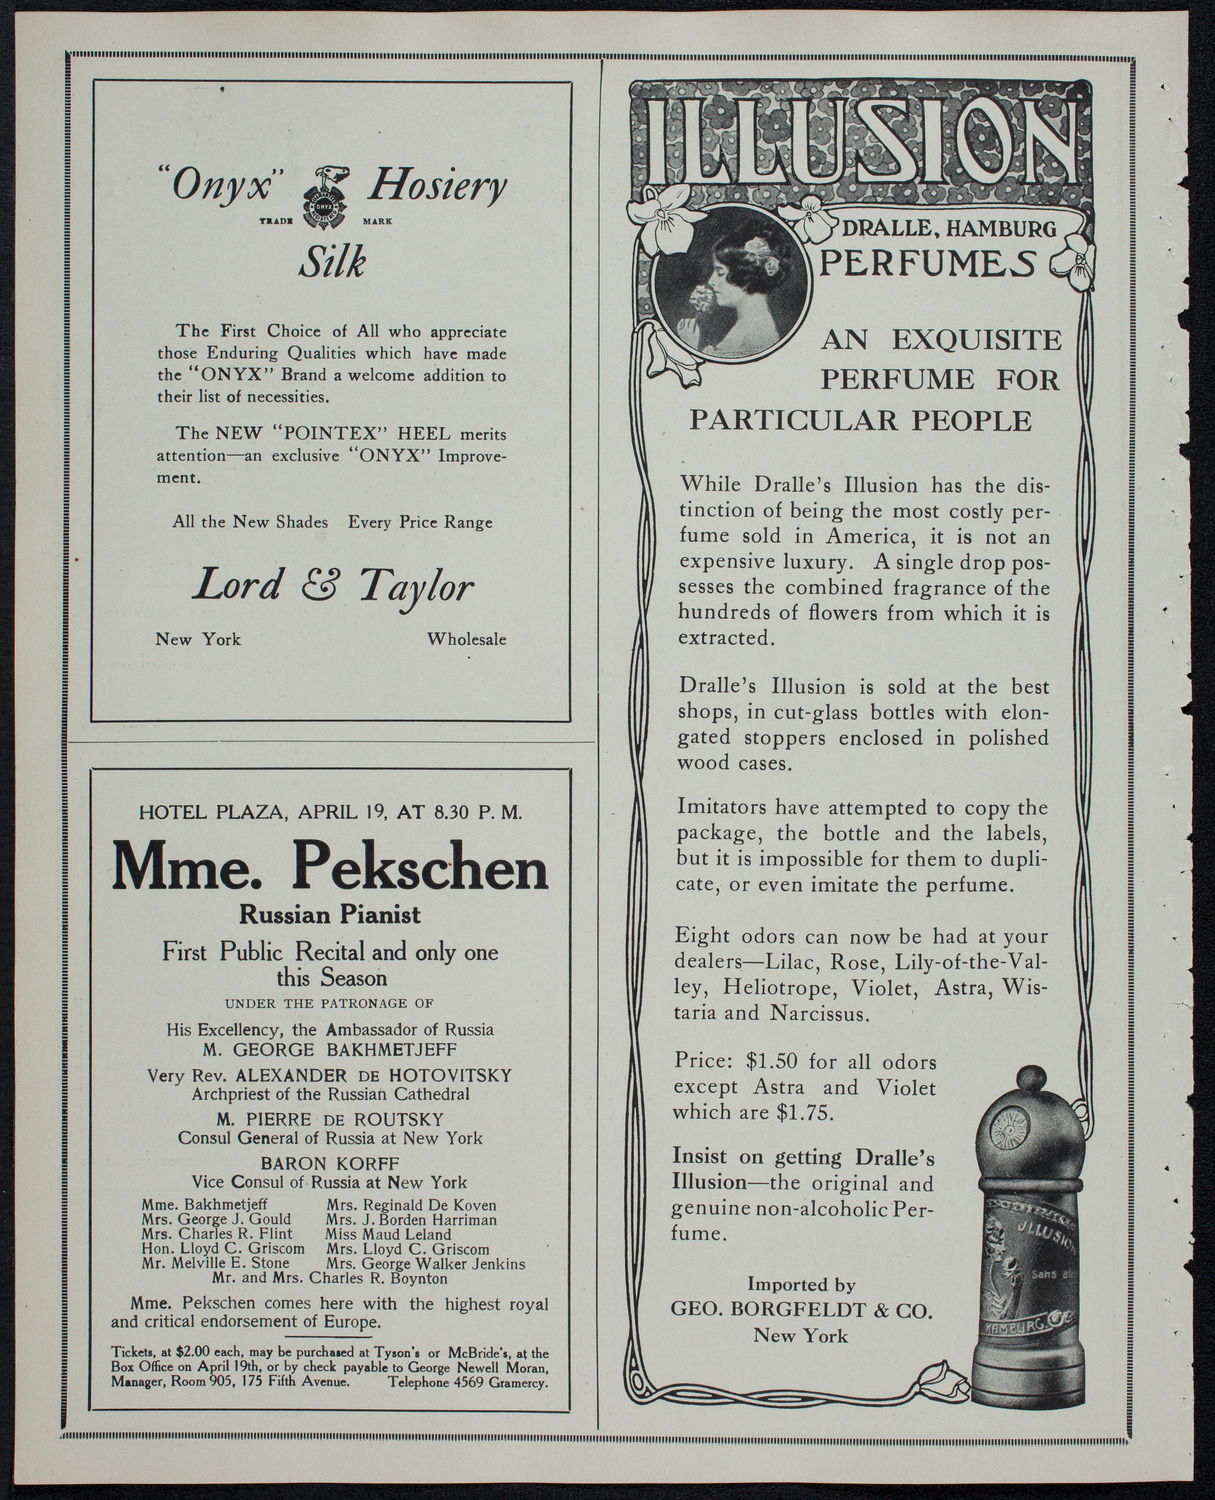 "Onyx" Hosiery
ONYX
TRADE MARK
Silk
The First Choice of All who appreciate
those Enduring Qualities which have made
the "ONYX" Brand a welcome addition to
their list of necessities.
The NEW "POINTEX" HEEL merits
attention—an exclusive "ONYX" Improve-
ment.
All the New Shades Every Price Range
Lord & Taylor
New York Wholesale
HOTEL PLAZA, APRIL 19, AT 8.30 P. M.
Mme. Pekschen
Russian Pianist
First Public Recital and only one
this Season
UNDER THE PATRONAGE OF
His Excellency, the Ambassador of Russia
M. GEORGE BAKHMETJEFF
Very Rev. ALEXANDER DE HOTOVITSKY
Archpriest of the Russian Cathedral
M. PIERRE DE ROUTSKY
Consul General of Russia at New York
BARON KORFF
Vice Consul of Russia at New York
Mme. Bakhmetjeff Mrs. Reginald De Koven
Mrs. George J. Gould Mrs. J. Borden Harriman
Mrs. Charles R. Flint Miss Maud Leland
Hon. Lloyd C. Griscom Mrs. Lloyd C. Griscom
Mr. Melville E. Stone Mrs. George Walker Jenkins
Mr. and Mrs. Charles R. Boynton
Mme. Pekschen comes here with the highest royal
and critical endorsement of Europe.
Tickets, at $2.00 each, may be purchased at Tyson's or McBride's, at the
Box Office on April 19th, or by check payable to George Newell Moran,
Manager, Room 905, 175 Fifth Avenue. Telephone 4569 Gramercy.
ILLUSION
DRALLE, HAMBURG
PERFUMES
AN EXQUISITE
PERFUME FOR
PARTICULAR PEOPLE
While Dralle's Illusion has the dis-
tinction of being the most costly per-
fume sold in America, it is not an
expensive luxury. A single drop pos-
sesses the combined fragrance of the
hundreds of flowers from which it is
extracted.
Dralle's Illusion is sold at the best
shops, in cut-glass bottles with elon-
gated stoppers enclosed in polished
wood cases.
Imitators have attempted to copy the
package, the bottle and the labels,
but it is impossible for them to dupli-
cate, or even imitate the perfume.
Eight odors can now be had at your
dealers—Lilac, Rose, Lily-of-the-Val-
ley, Heliotrope, Violet, Astra, Wis-
taria and Narcissus.
Price: $1.50 for all odors
except Astra and Violet
which are $1.75.
Insist on getting Dralle's
Illusion—the original and
genuine non-alcoholic Per-
fume.
Imported by
GEO. BORGFELDT & CO.
New York
JLLUSION
HAMBURG